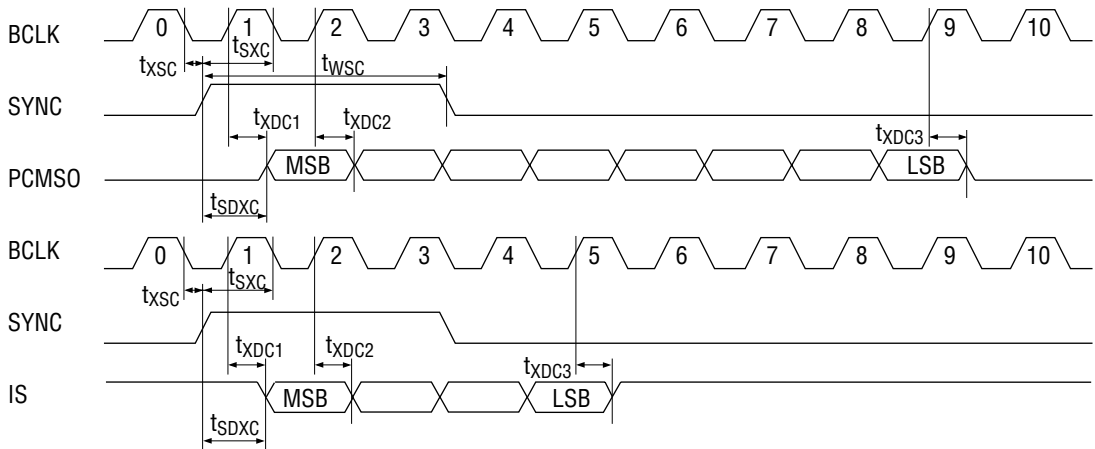 BCLK 0 1 2 3 4 5 6 7 8 9 10
tXSC tSXC tWSC
SYNC
tXDC1 tXDC2 tXDC3
PCMSO MSB LSB
tSDXC
BCLK 0 1 2 3 4 5 6 7 8 9 10
tXSC tSXC
SYNC
tXDC1 tXDC2 tXDC3
IS MSB LSB
tSDXC